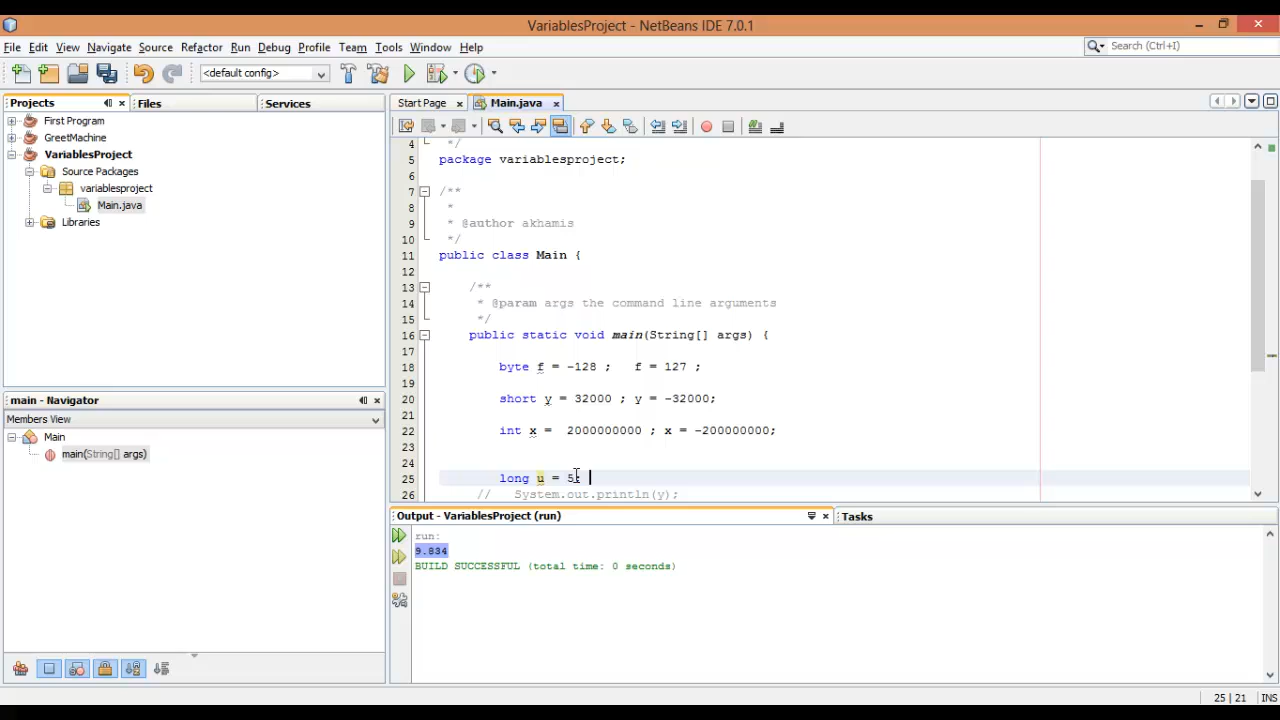 VariablesProject - NetBeans IDE 7.0.1
File Edit View Navigate Source Refactor Run Debug Profile Team Tools Window Help
Search (Ctrl+I)
<default config>
Projects Files Services
Start Page Main.java
First Program
GreetMachine
VariablesProject
Source Packages
variablesproject
Main.java
Libraries
main - Navigator
Members View
Main
main(String[] args)
4 */
5 package variablesproject;
6
7 /**
8 *
9 * @author akhamis
10 */
11 public class Main {
12
13 /**
14 * @param args the command line arguments
15 */
16 public static void main(String[] args) {
17
18 byte f = -128 ; f = 127 ;
19
20 short y = 32000 ; y = -32000;
21
22 int x = 2000000000 ; x = -200000000;
23
24
25 long u = 5;
26 // System.out.println(y);
Output - VariablesProject (run) Tasks
run:
9.834
BUILD SUCCESSFUL (total time: 0 seconds)
25 | 21 INS